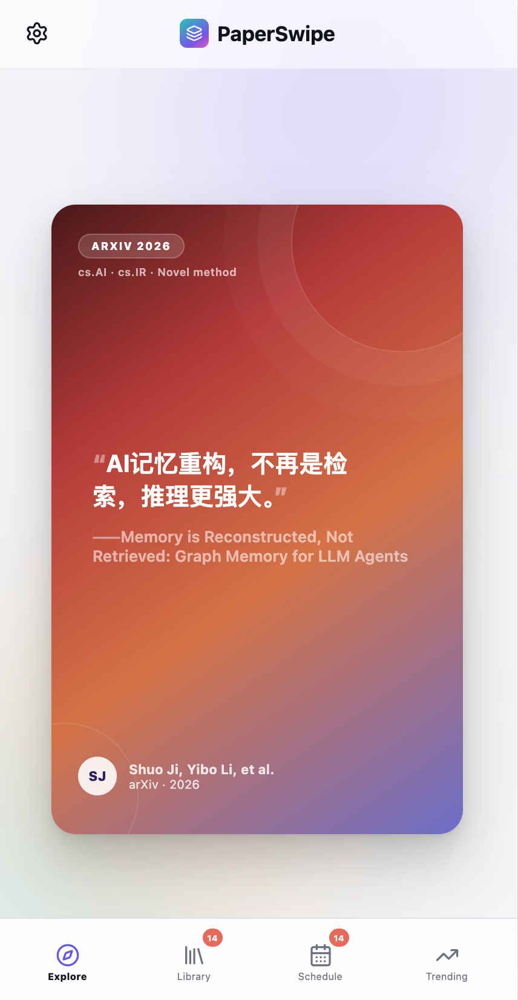 PaperSwipe
ARXIV 2026
cs.AI · cs.IR · Novel method
“AI记忆重构，不再是检
索，推理更强大。”
——Memory is Reconstructed, Not
Retrieved: Graph Memory for LLM Agents
SJ
Shuo Ji, Yibo Li, et al.
arXiv · 2026
14
14
Explore
Library
Schedule
Trending